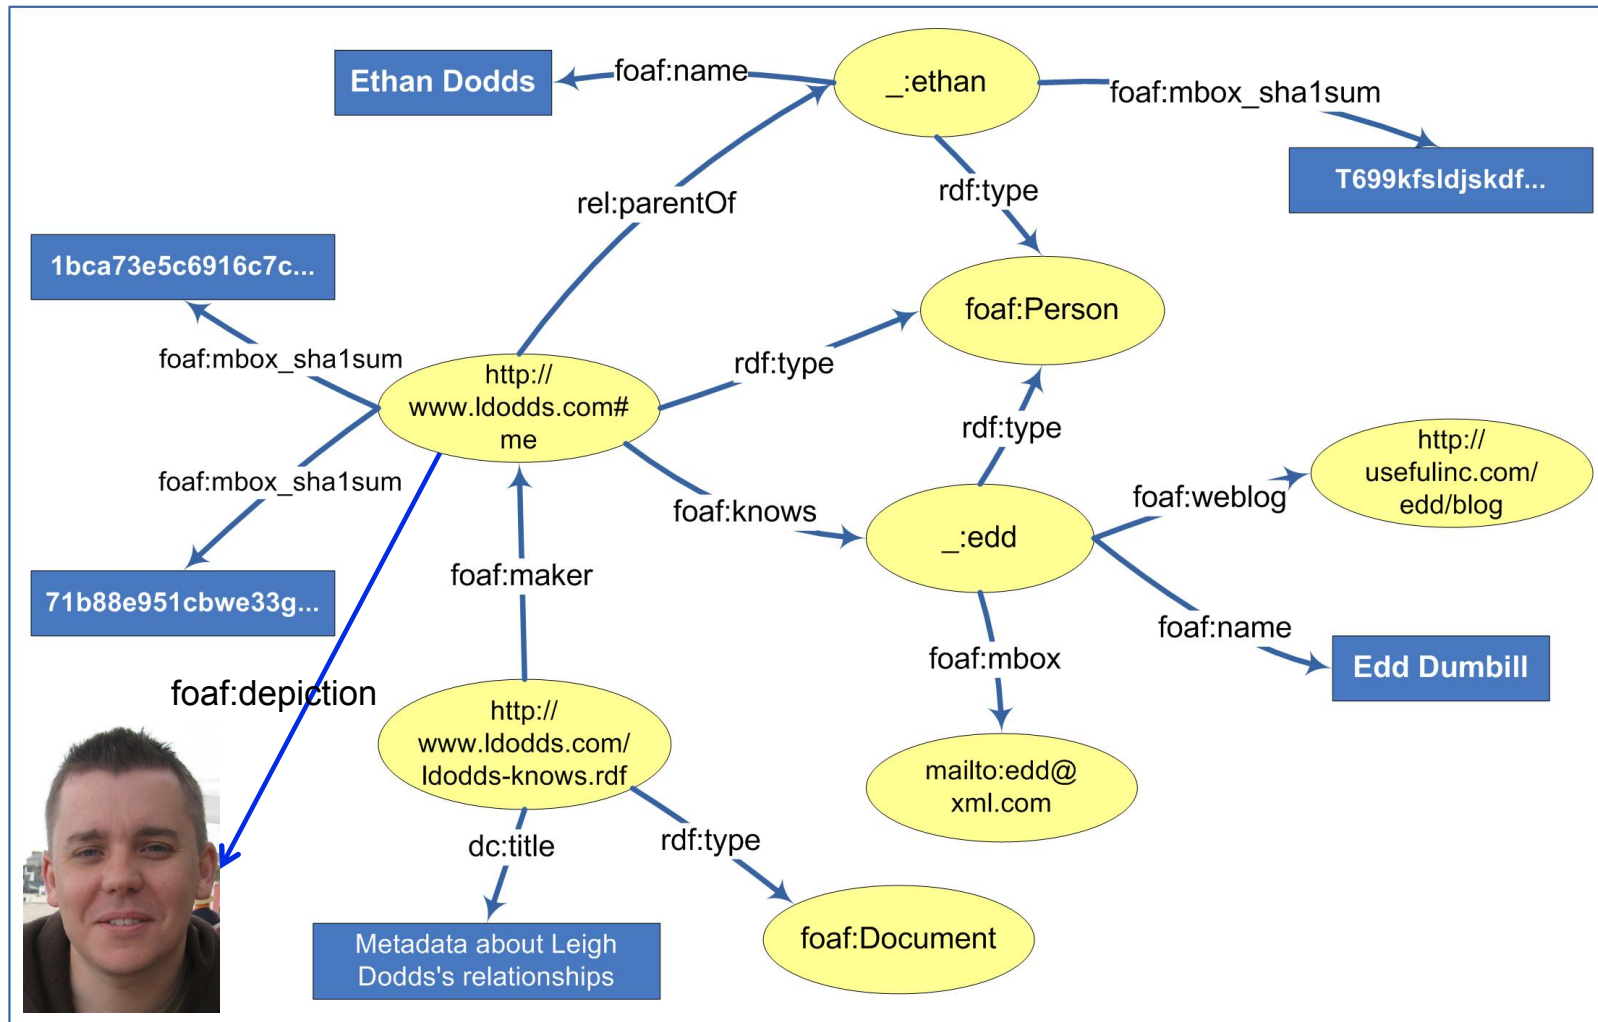 Ethan Dodds
foaf:name
_:ethan
foaf:mbox_sha1sum
T699kfsldjskdf...
rel:parentOf
rdf:type
1bca73e5c6916c7c...
foaf:Person
foaf:mbox_sha1sum
http://
www.ldodds.com#
me
rdf:type
rdf:type
http://
usefulinc.com/
edd/blog
foaf:mbox_sha1sum
foaf:knows
foaf:weblog
_:edd
foaf:maker
71b88e951cbwe33g...
foaf:name
foaf:mbox
Edd Dumbill
foaf:depiction
http://
www.ldodds.com/
ldodds-knows.rdf
mailto:edd@
xml.com
dc:title
rdf:type
Metadata about Leigh
Dodds's relationships
foaf:Document